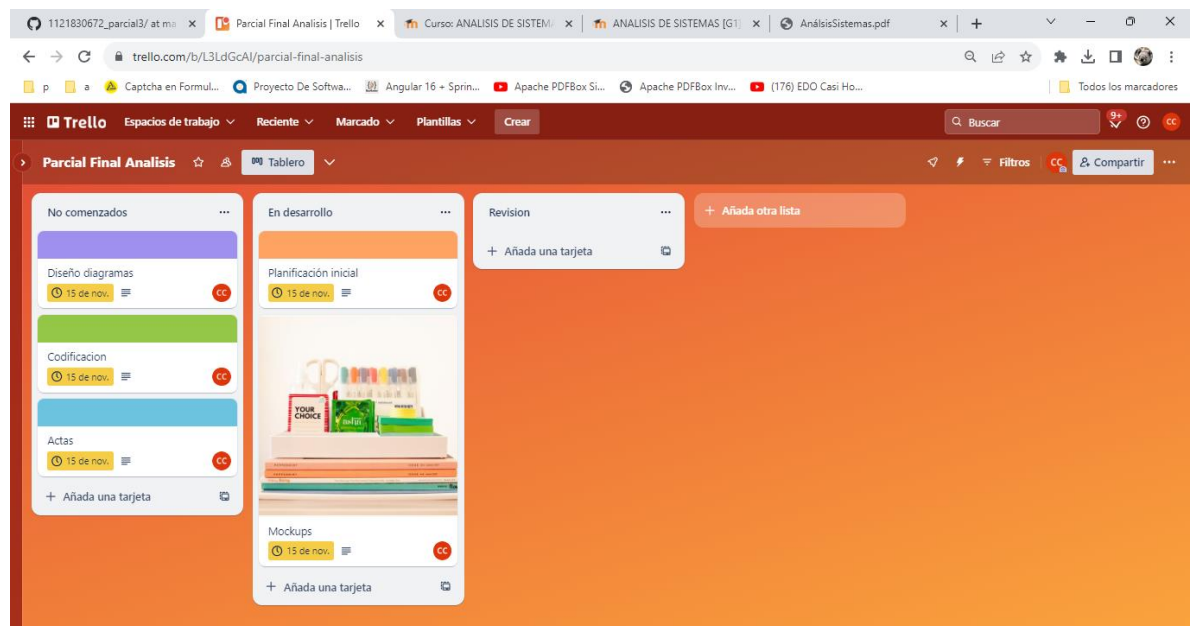 1121830672_parcial3/ at ma
Parcial Final Analisis | Trello
Curso: ANALISIS DE SISTEMA
ANALISIS DE SISTEMAS [G1]
AnálsisSistemas.pdf
trello.com/b/L3LdGcAl/parcial-final-analisis
p
a
Captcha en Formul...
Proyecto De Softwa...
Angular 16 + Sprin...
Apache PDFBox Si...
Apache PDFBox Inv...
(176) EDO Casi Ho...
Todos los marcadores
Trello
Espacios de trabajo
Reciente
Marcado
Plantillas
Crear
Buscar
9+
CC
Parcial Final Analisis
Tablero
Filtros
CC
Compartir
No comenzados
Diseño diagramas
15 de nov.
CC
Codificacion
15 de nov.
CC
Actas
15 de nov.
CC
+ Añada una tarjeta
En desarrollo
Planificación inicial
15 de nov.
CC
YOUR
CHOICE
Mockups
15 de nov.
CC
+ Añada una tarjeta
Revision
+ Añada una tarjeta
+ Añada otra lista